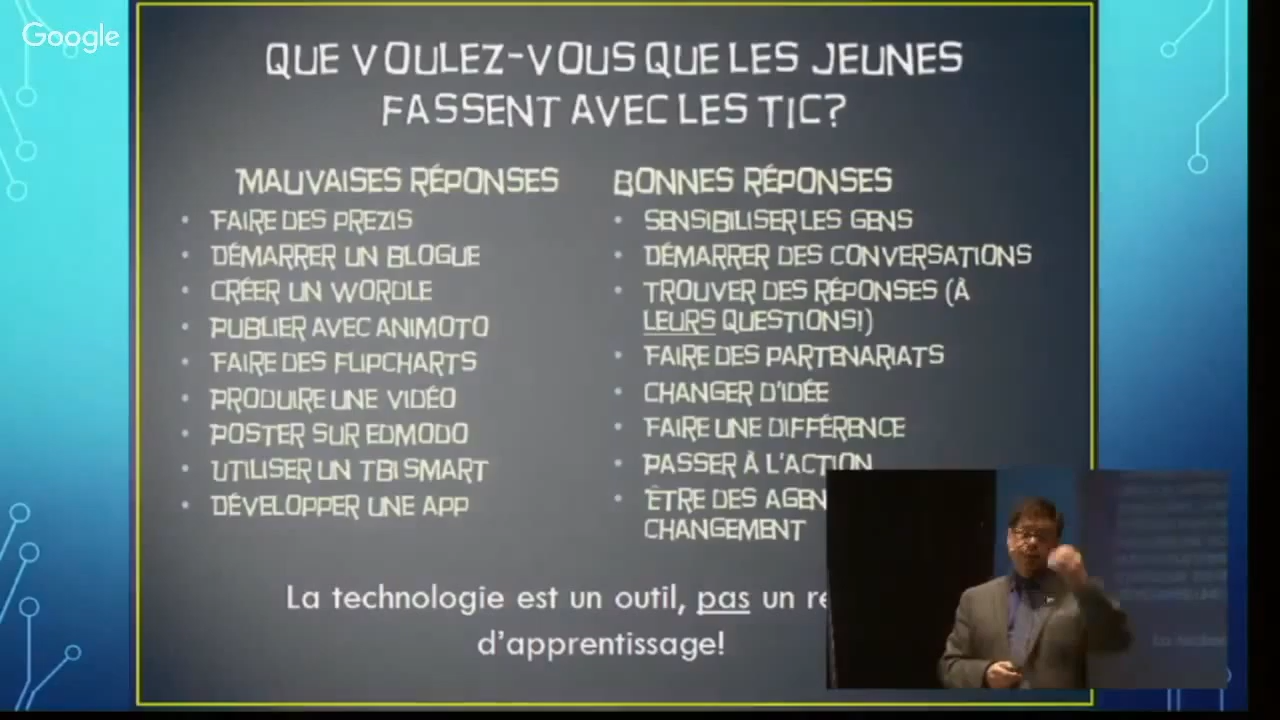 Google
QUE VOULEZ-VOUS QUE LES JEUNES
FASSENT AVEC LES TIC?
MAUVAISES RÉPONSES
• FAIRE DES PREZIS
• DÉMARRER UN BLOGUE
• CRÉER UN WORDLE
• PUBLIER AVEC ANIMOTO
• FAIRE DES FLIPCHARTS
• PRODUIRE UNE VIDÉO
• POSTER SUR EDMODO
• UTILISER UN TBI SMART
• DÉVELOPPER UNE APP
BONNES RÉPONSES
• SENSIBILISER LES GENS
• DÉMARRER DES CONVERSATIONS
• TROUVER DES RÉPONSES (À
LEURS QUESTIONS!)
• FAIRE DES PARTENARIATS
• CHANGER D'IDÉE
• FAIRE UNE DIFFÉRENCE
• PASSER À L'ACTION
• ÊTRE DES AGEN
CHANGEMENT
La technologie est un outil, pas un
d'apprentissage!